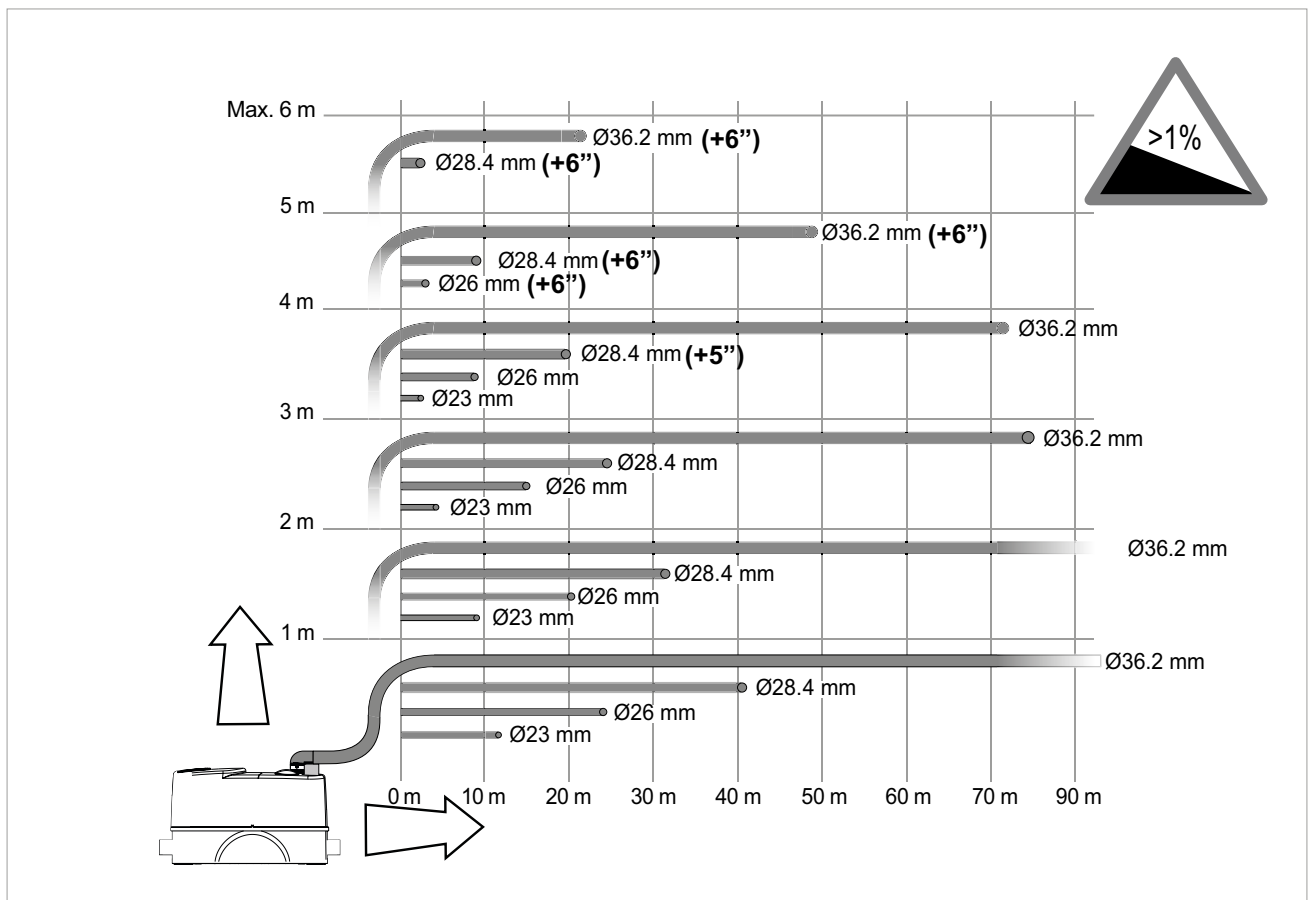 Max. 6 m
>1%
Ø36.2 mm (+6”)
Ø28.4 mm (+6”)
5 m
Ø36.2 mm (+6”)
Ø28.4 mm (+6”)
Ø26 mm (+6”)
4 m
Ø36.2 mm
Ø28.4 mm (+5”)
Ø26 mm
Ø23 mm
3 m
Ø36.2 mm
Ø28.4 mm
Ø26 mm
Ø23 mm
2 m
Ø36.2 mm
Ø28.4 mm
Ø26 mm
Ø23 mm
1 m
Ø36.2 mm
Ø28.4 mm
Ø26 mm
Ø23 mm
0 m 10 m 20 m 30 m 40 m 50 m 60 m 70 m 90 m